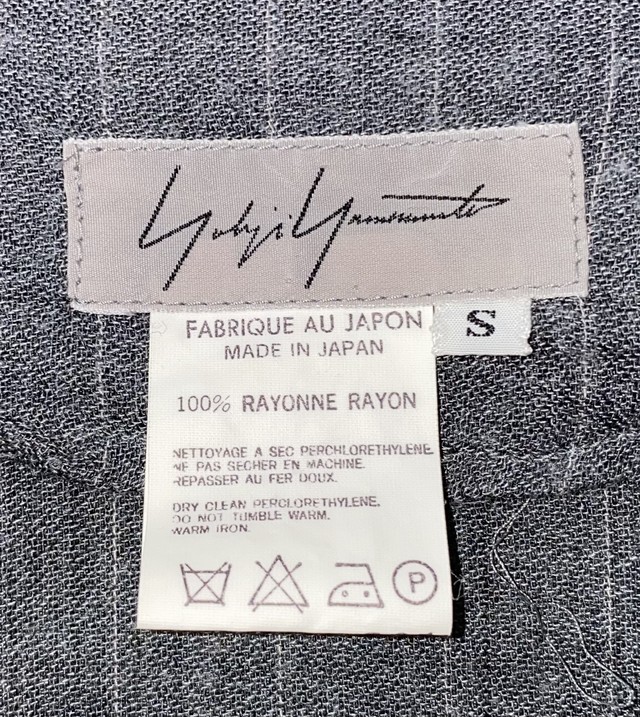 Yohji Yamamoto
S
FABRIQUE AU JAPON
MADE IN JAPAN
100% RAYONNE RAYON
NETTOYAGE A SEC PERCHLORETHYLENE.
NE PAS SECHER EN MACHINE.
REPASSER AU FER DOUX.
DRY CLEAN PERCLORETHYLENE.
DO NOT TUMBLE WARM.
WARM IRON.
P